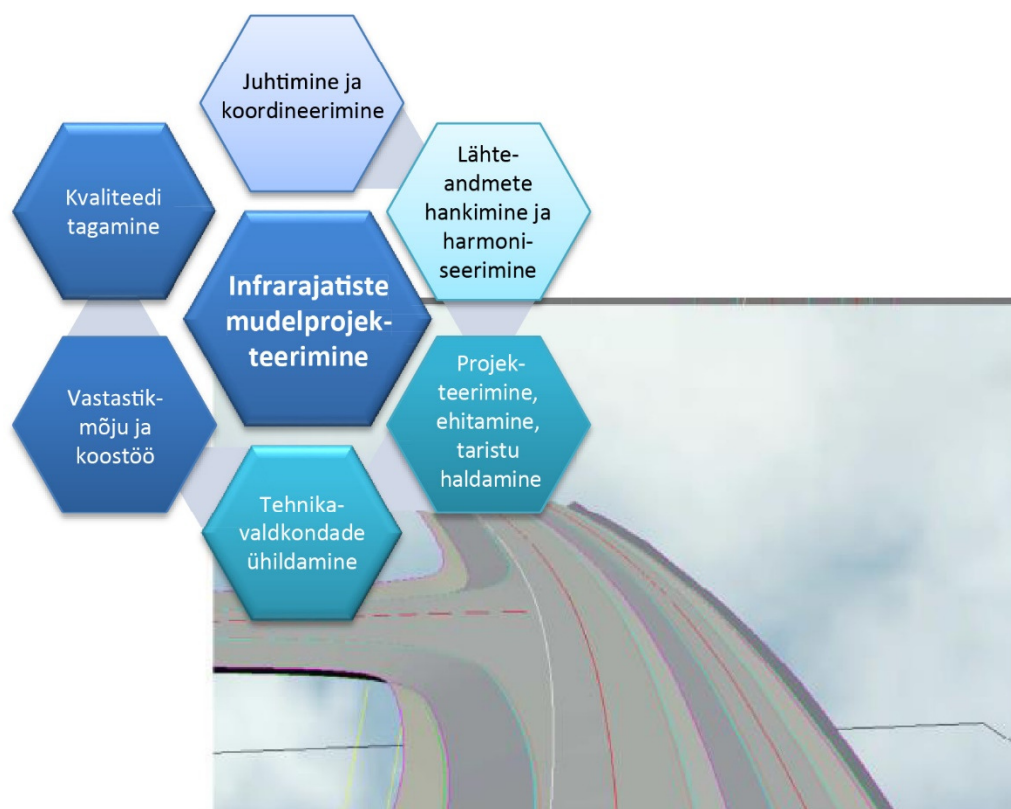 Juhtimine ja
koordineerimine
Lähte-
andmete
hankimine ja
harmoni-
seerimine
Kvaliteedi
tagamine
Infrarajatiste
mudelprojek-
teerimine
Projek-
teerimine,
ehitamine,
taristu
haldamine
Vastastik-
mõju ja
koostöö
Tehnika-
valdkondade
ühildamine